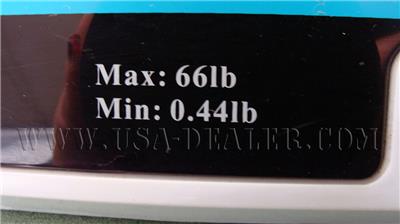 Max: 66lb
Min: 0.44lb
WWW.USA-DEALER.COM